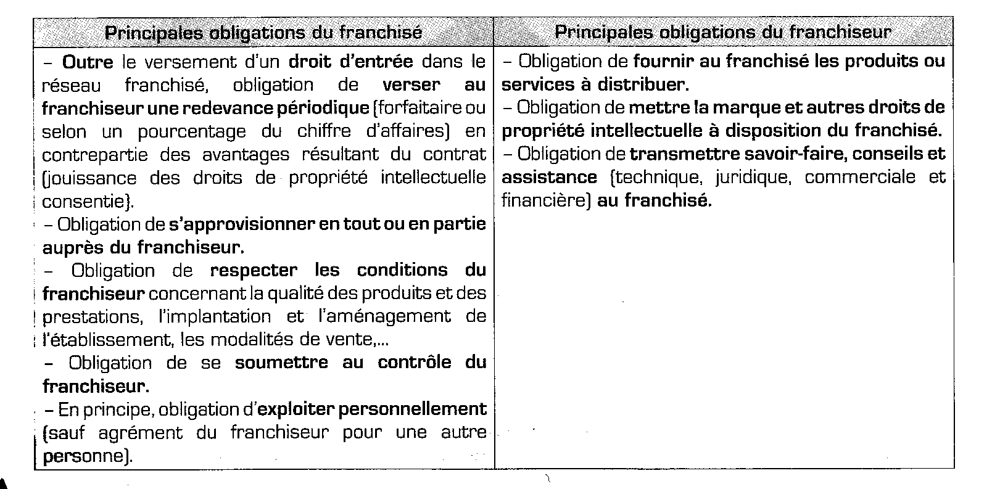 Principales obligations du franchisé
– Outre le versement d'un droit d'entrée dans le
réseau franchisé, obligation de verser au
franchiseur une redevance périodique (forfaitaire ou
selon un pourcentage du chiffre d'affaires) en
contrepartie des avantages résultant du contrat
(jouissance des droits de propriété intellectuelle
consentie).
– Obligation de s'approvisionner en tout ou en partie
auprès du franchiseur.
– Obligation de respecter les conditions du
franchiseur concernant la qualité des produits et des
prestations, l'implantation et l'aménagement de
l'établissement, les modalités de vente,...
– Obligation de se soumettre au contrôle du
franchiseur.
– En principe, obligation d'exploiter personnellement
(sauf agrément du franchiseur pour une autre
personne).
Principales obligations du franchiseur
– Obligation de fournir au franchisé les produits ou
services à distribuer.
– Obligation de mettre la marque et autres droits de
propriété intellectuelle à disposition du franchisé.
– Obligation de transmettre savoir-faire, conseils et
assistance (technique, juridique, commerciale et
financière) au franchisé.